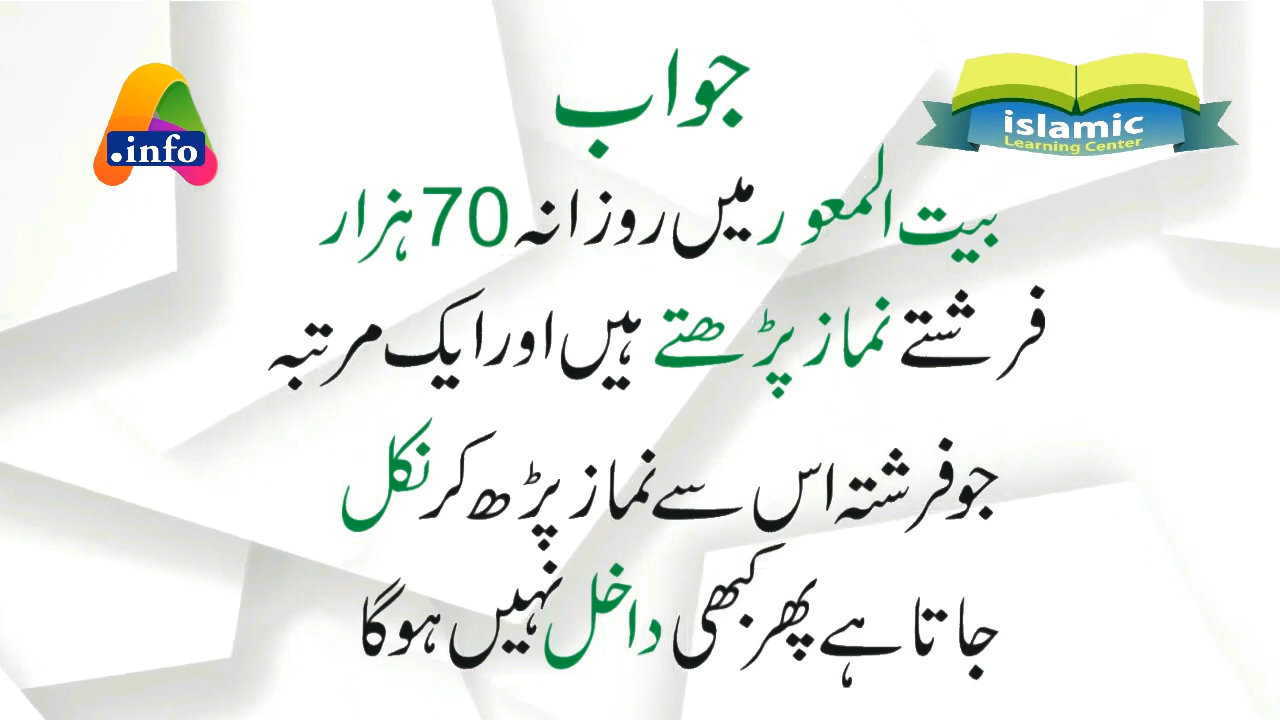 جواب
.info
islamic
Learning Center
بیت المعور میں روزانہ 70 ہزار
فرشتے نماز پڑھتے ہیں اور ایک مرتبہ
جو فرشتہ اس سے نماز پڑھ کر نکل
جاتا ہے پھر کبھی داخل نہیں ہوگا